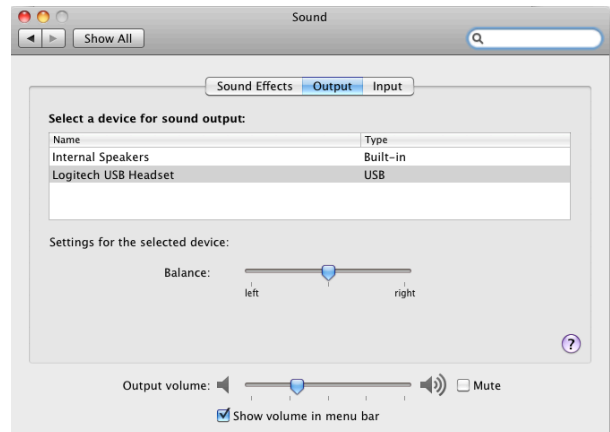 Sound
Show All
Sound Effects Output Input
Select a device for sound output:
Name Type
Internal Speakers Built-in
Logitech USB Headset USB
Settings for the selected device:
Balance:
left right
?
Output volume: Mute
Show volume in menu bar